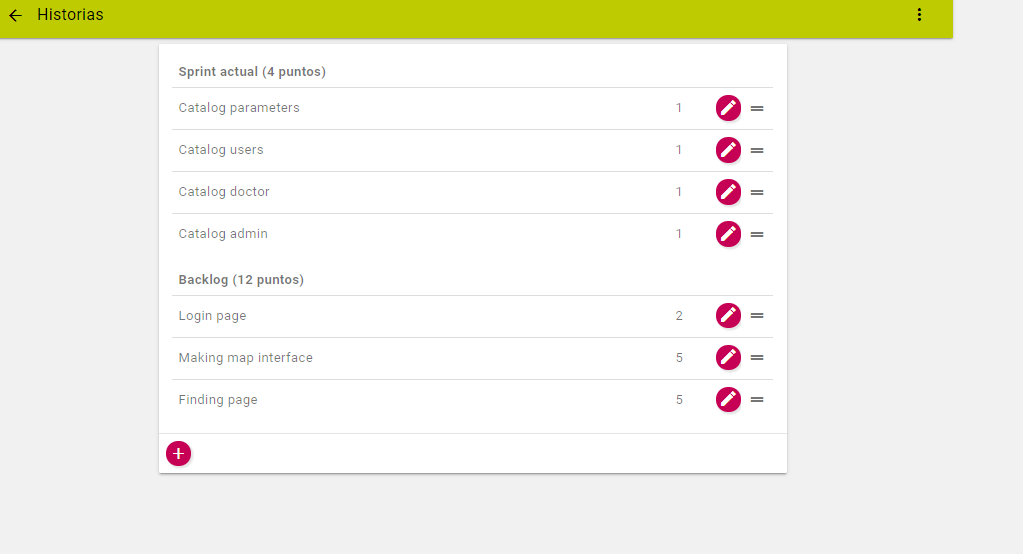 Historias
Sprint actual (4 puntos)
Catalog parameters 1
Catalog users 1
Catalog doctor 1
Catalog admin 1
Backlog (12 puntos)
Login page 2
Making map interface 5
Finding page 5